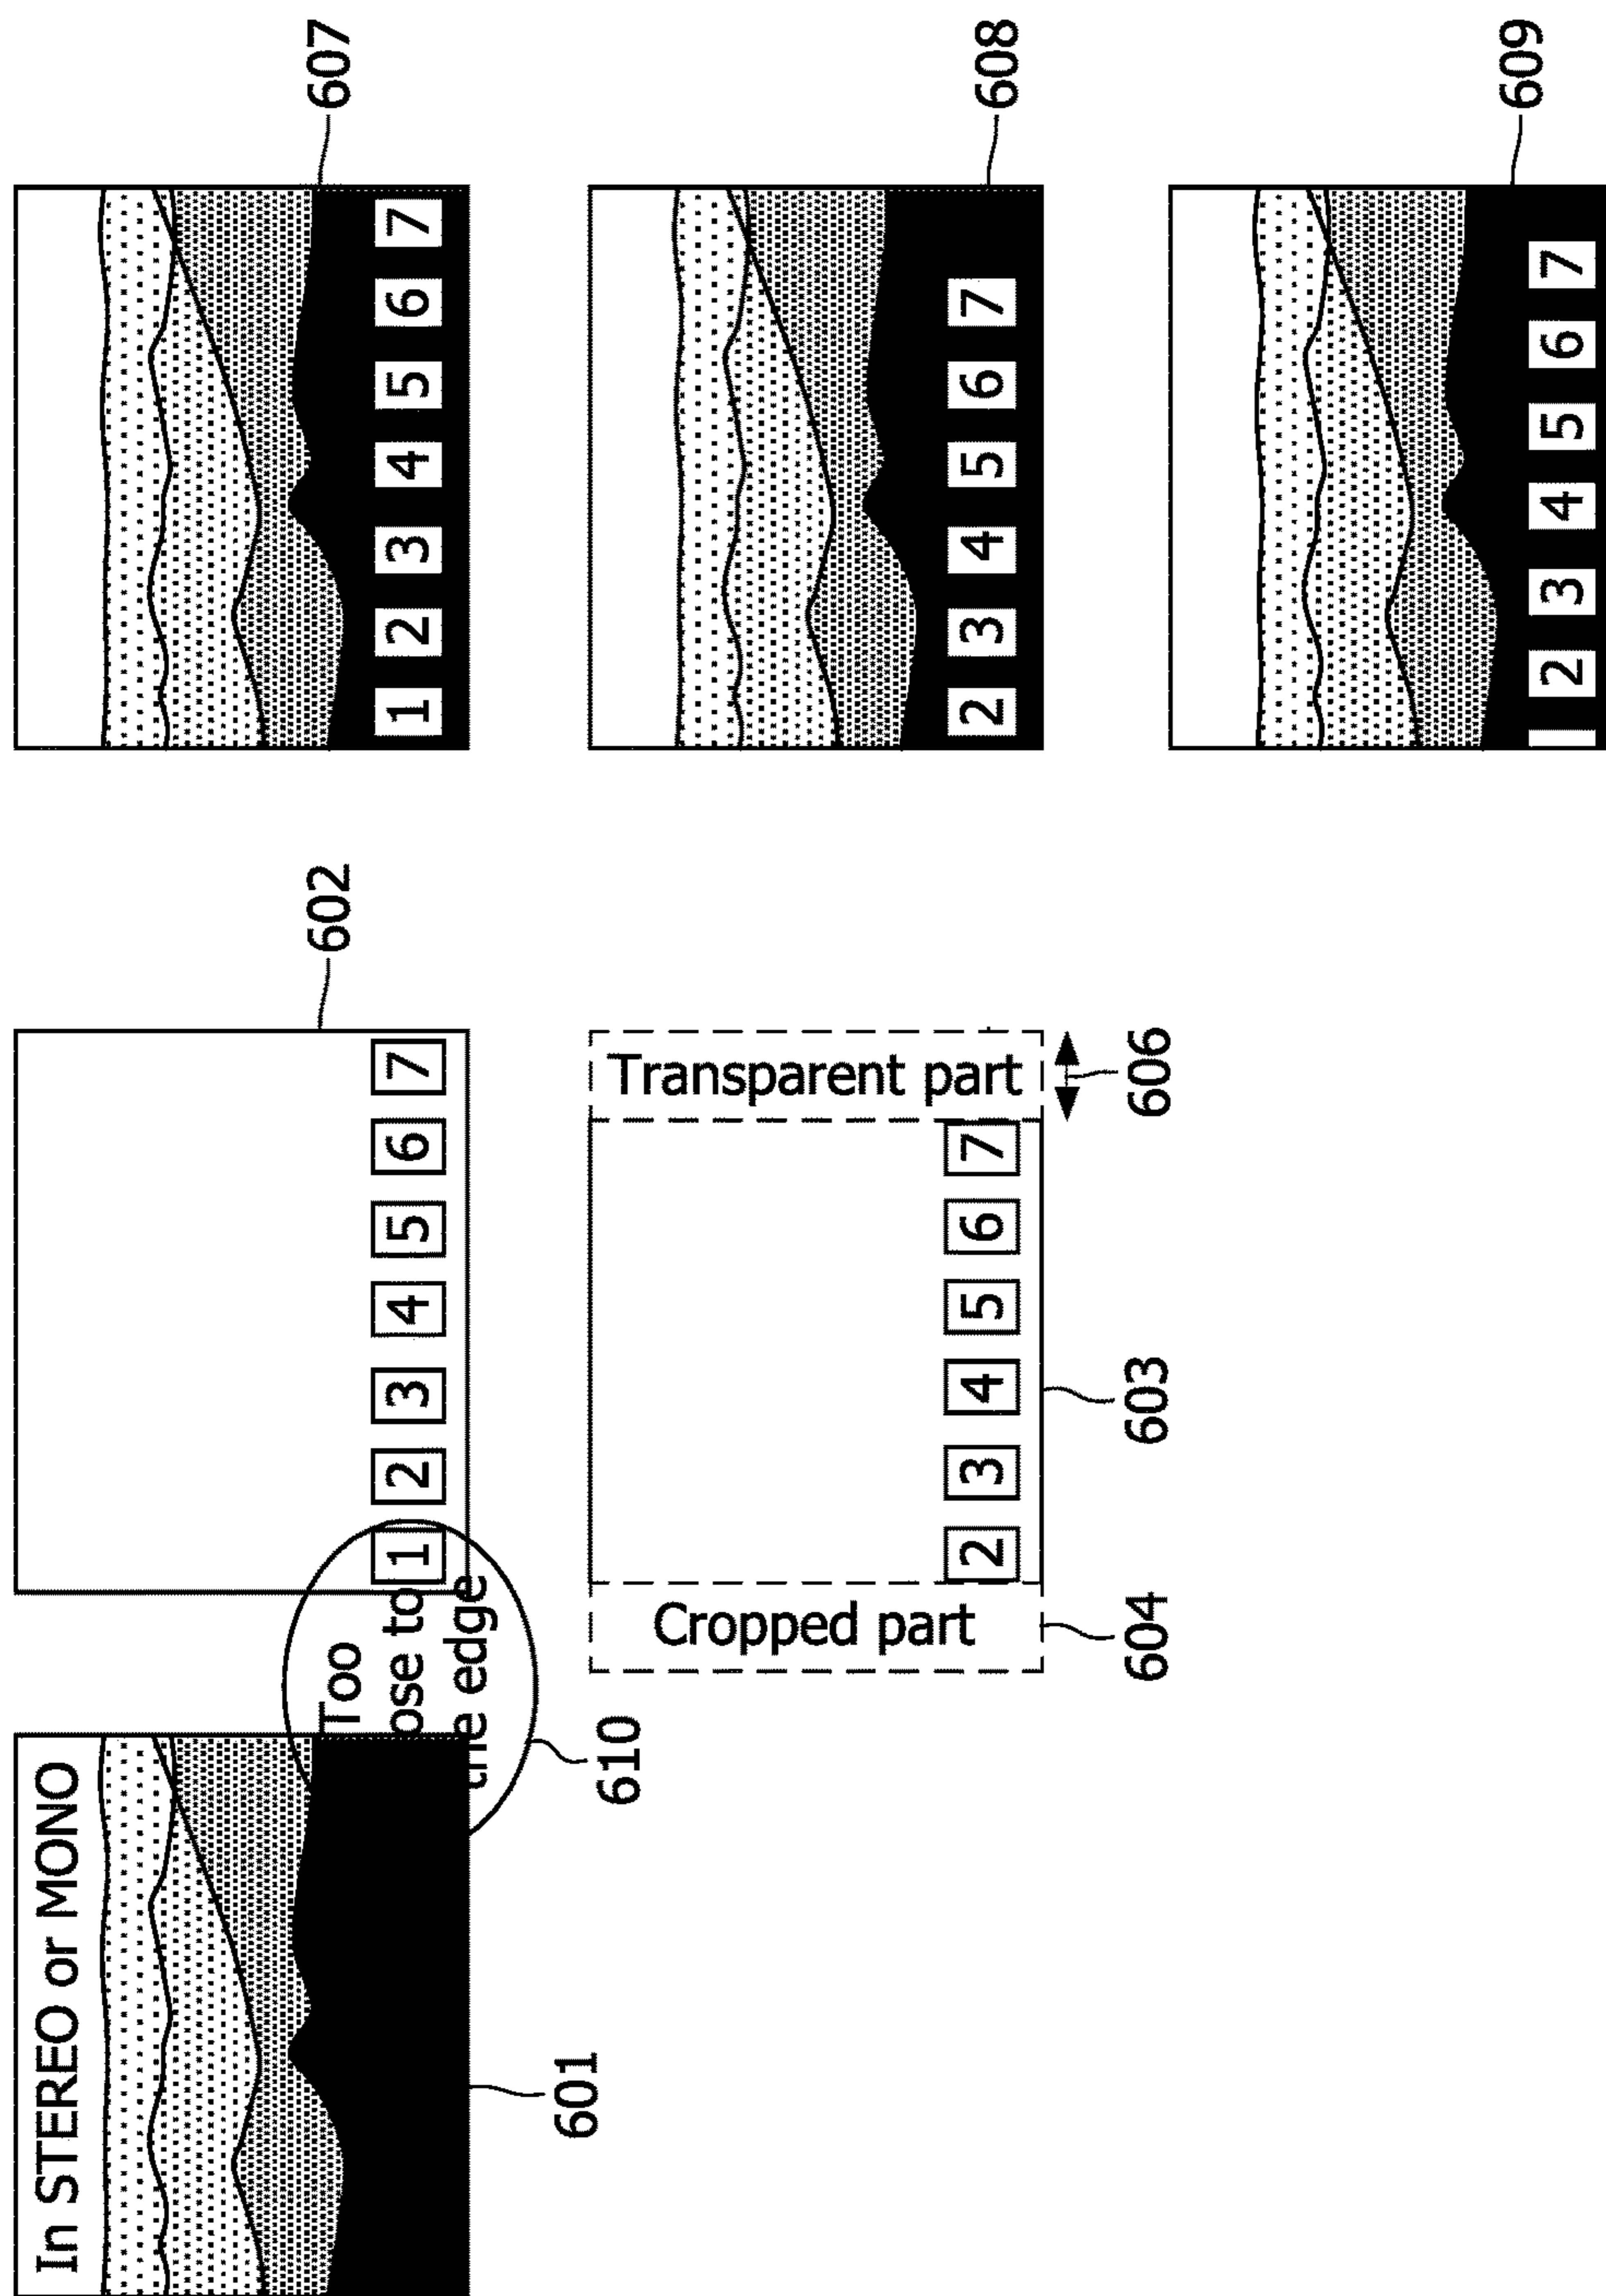 In STEREO or MONO
601
Too
ose to
the edge
610
1 2 3 4 5 6 7
602
1 2 3 4 5 6 7
607
Cropped part
604
2 3 4 5 6 7
603
Transparent part
606
2 3 4 5 6 7
608
2 3 4 5 6 7
609